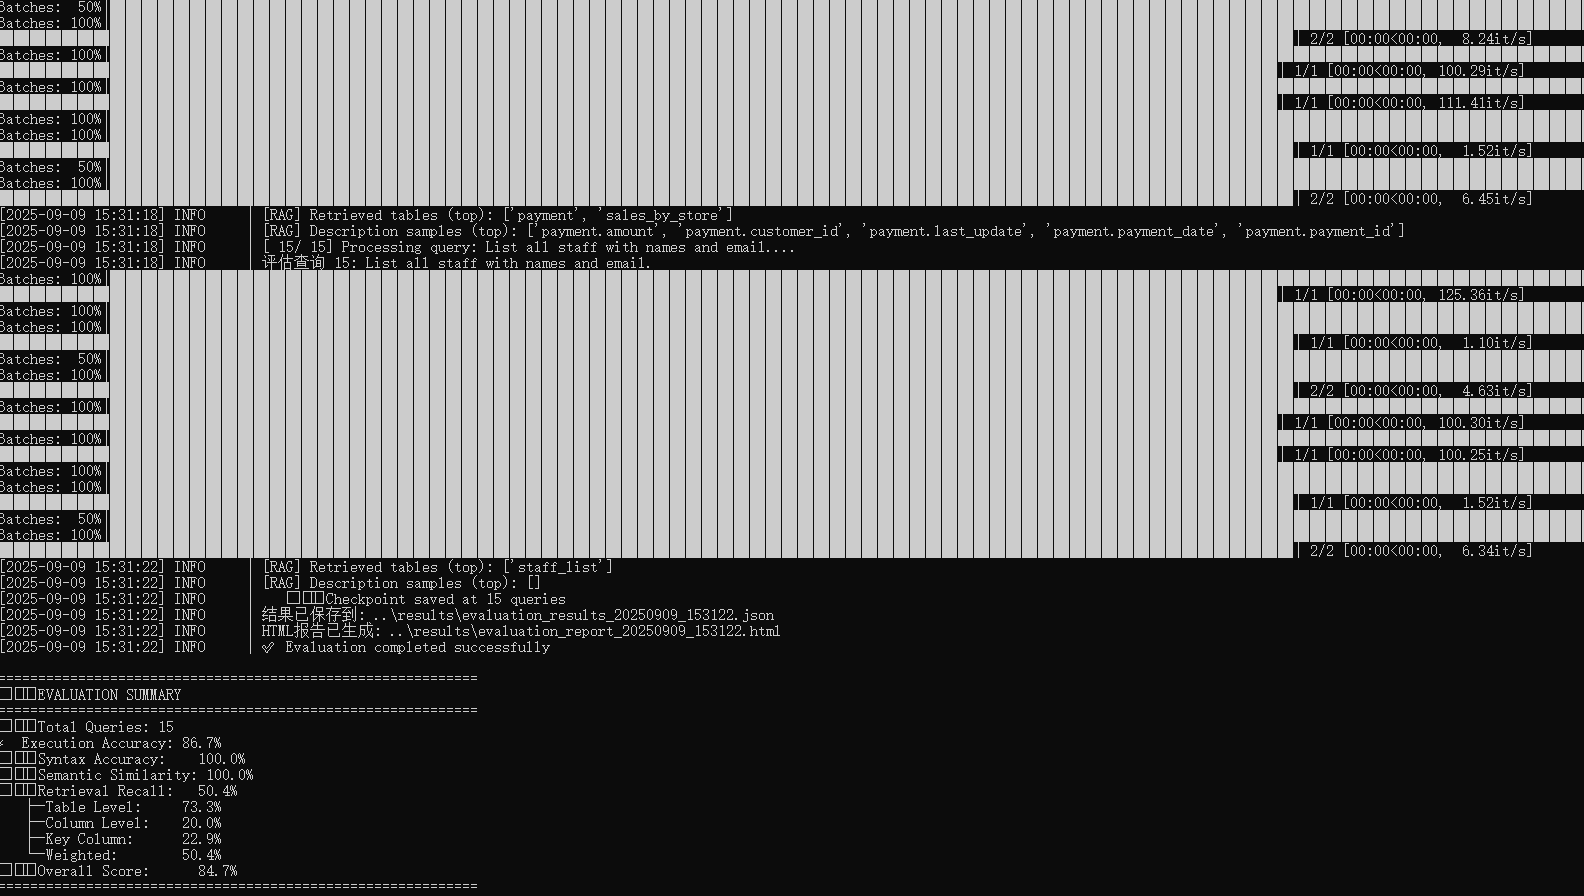 Batches:  50%
Batches: 100%
| 2/2 [00:00<00:00,  8.24it/s]
Batches: 100%
| 1/1 [00:00<00:00, 100.29it/s]
Batches: 100%
| 1/1 [00:00<00:00, 111.41it/s]
Batches: 100%
Batches: 100%
| 1/1 [00:00<00:00,  1.52it/s]
Batches:  50%
Batches: 100%
| 2/2 [00:00<00:00,  6.45it/s]
[2025-09-09 15:31:18] INFO     | [RAG] Retrieved tables (top): ['payment', 'sales_by_store']
[2025-09-09 15:31:18] INFO     | [RAG] Description samples (top): ['payment.amount', 'payment.customer_id', 'payment.last_update', 'payment.payment_date', 'payment.payment_id']
[2025-09-09 15:31:18] INFO     | [ 15/ 15] Processing query: List all staff with names and email....
[2025-09-09 15:31:18] INFO     | 评估查询 15: List all staff with names and email.
Batches: 100%
| 1/1 [00:00<00:00, 125.36it/s]
Batches: 100%
Batches: 100%
| 1/1 [00:00<00:00,  1.10it/s]
Batches:  50%
Batches: 100%
| 2/2 [00:00<00:00,  4.63it/s]
Batches: 100%
| 1/1 [00:00<00:00, 100.30it/s]
Batches: 100%
| 1/1 [00:00<00:00, 100.25it/s]
Batches: 100%
Batches: 100%
| 1/1 [00:00<00:00,  1.52it/s]
Batches:  50%
Batches: 100%
| 2/2 [00:00<00:00,  6.34it/s]
[2025-09-09 15:31:22] INFO     | [RAG] Retrieved tables (top): ['staff_list']
[2025-09-09 15:31:22] INFO     | [RAG] Description samples (top): []
[2025-09-09 15:31:22] INFO     | Checkpoint saved at 15 queries
[2025-09-09 15:31:22] INFO     | 结果已保存到: ..\results\evaluation_results_20250909_153122.json
[2025-09-09 15:31:22] INFO     | HTML报告已生成: ..\results\evaluation_report_20250909_153122.html
[2025-09-09 15:31:22] INFO     | ✅ Evaluation completed successfully
============================================================
EVALUATION SUMMARY
============================================================
Total Queries: 15
Execution Accuracy: 86.7%
Syntax Accuracy:    100.0%
Semantic Similarity: 100.0%
Retrieval Recall:   50.4%
├─Table Level:     73.3%
├─Column Level:    20.0%
├─Key Column:      22.9%
└─Weighted:        50.4%
Overall Score:      84.7%
============================================================